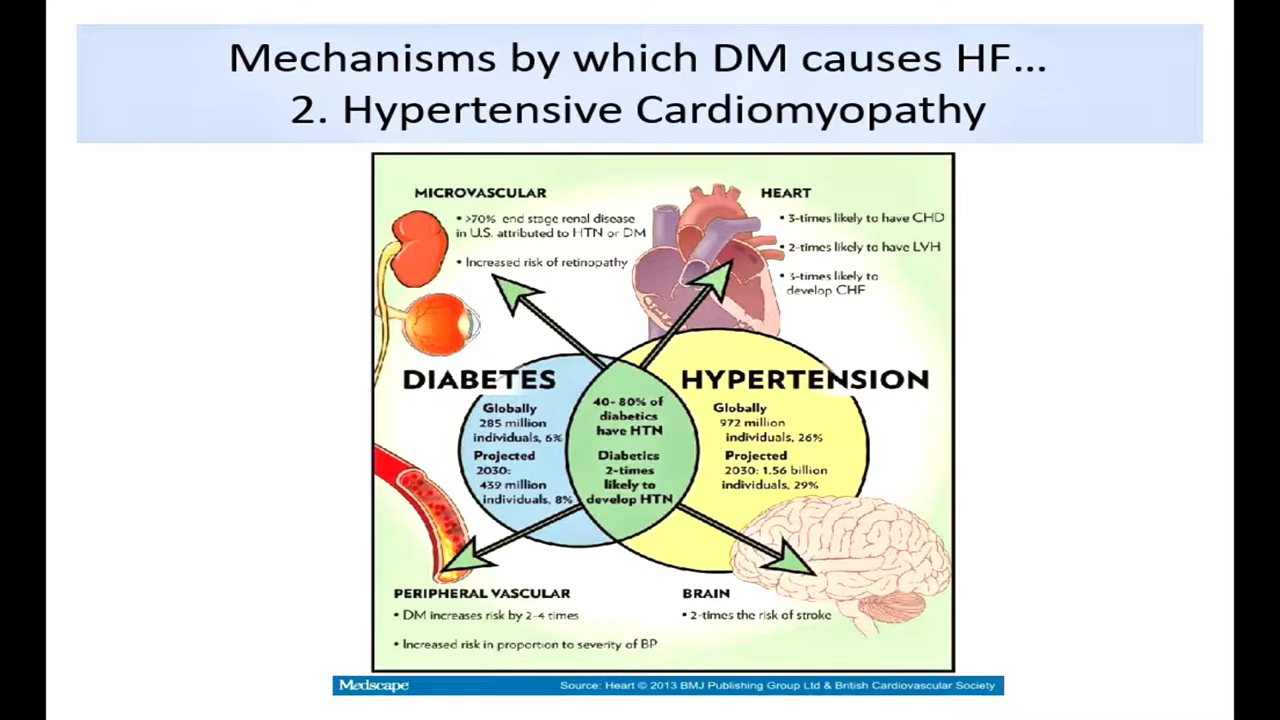 Mechanisms by which DM causes HF...
2. Hypertensive Cardiomyopathy
MICROVASCULAR
• >70% end stage renal disease
in U.S. attributed to HTN or DM
• Increased risk of retinopathy
HEART
• 3-times likely to have CHD
• 2-times likely to have LVH
• 3-times likely to
develop CHF
DIABETES
Globally
285 million
individuals, 6%
Projected
2030:
439 million
individuals, 8%
40-80% of
diabetics
have HTN
Diabetics
2-times
likely to
develop HTN
HYPERTENSION
Globally
972 million
individuals, 26%
Projected
2030: 1.56 billion
individuals, 29%
PERIPHERAL VASCULAR
• DM increases risk by 2-4 times
• Increased risk in proportion to severity of BP
BRAIN
• 2-times the risk of stroke
Medscape
Source: Heart © 2013 BMJ Publishing Group Ltd & British Cardiovascular Society